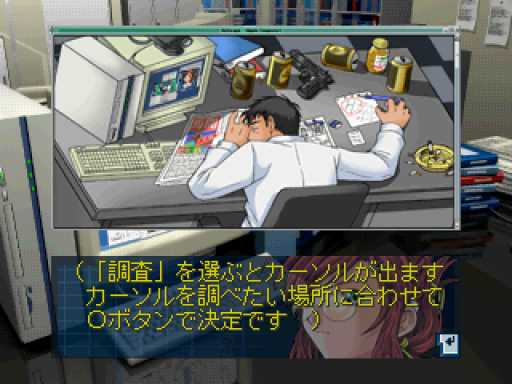 （「調査」を選ぶとカーソルが出ます
カーソルを調べたい場所に合わせて
○ボタンで決定です　）